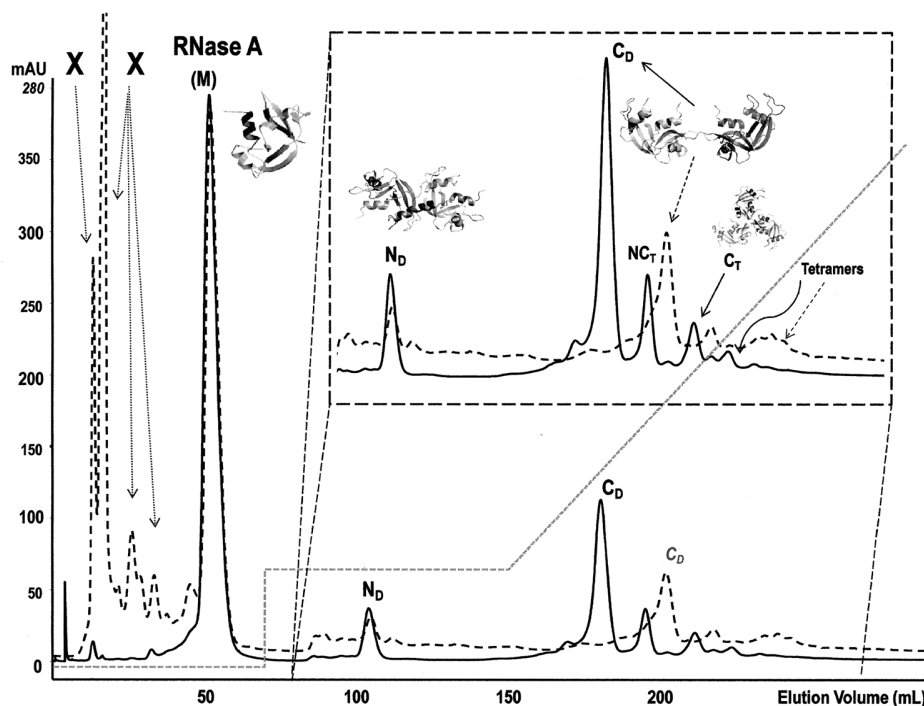 X X RNase A
(M)
mAU
280
350
300
250
200
150
100
50
0
C_D
N_D
NC_T
C_T
Tetramers
C_D
C_D
N_D
50 100 150 200 Elution Volume (mL)